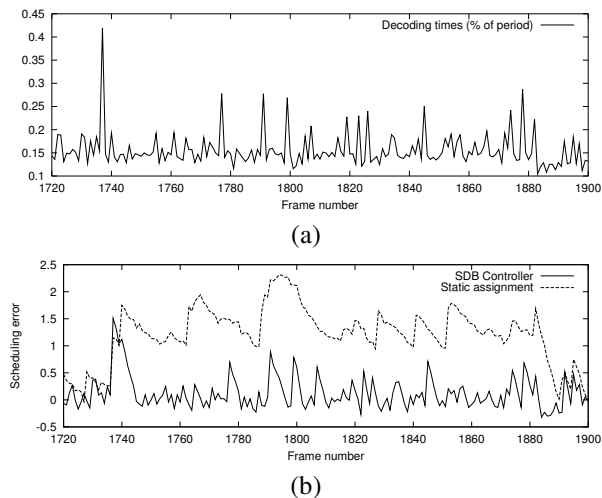 0.45
0.4
0.35
0.3
0.25
0.2
0.15
0.1
Decoding times (% of period)
1720 1740 1760 1780 1800 1820 1840 1860 1880 1900
Frame number
(a)
2.5
2
1.5
1
0.5
0
-0.5
Scheduling error
SDB Controller
Static assignment
1720 1740 1760 1780 1800 1820 1840 1860 1880 1900
Frame number
(b)